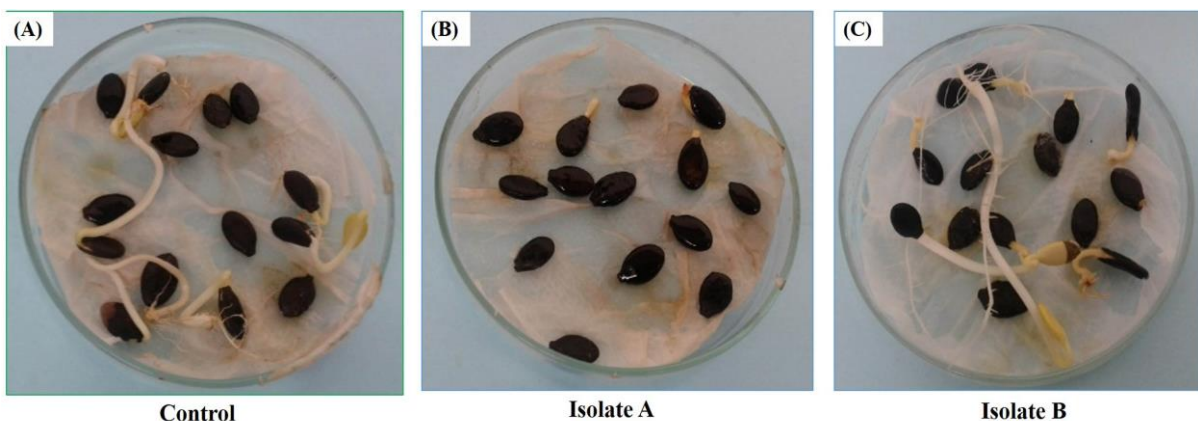 (A)
(B)
(C)
Control
Isolate A
Isolate B